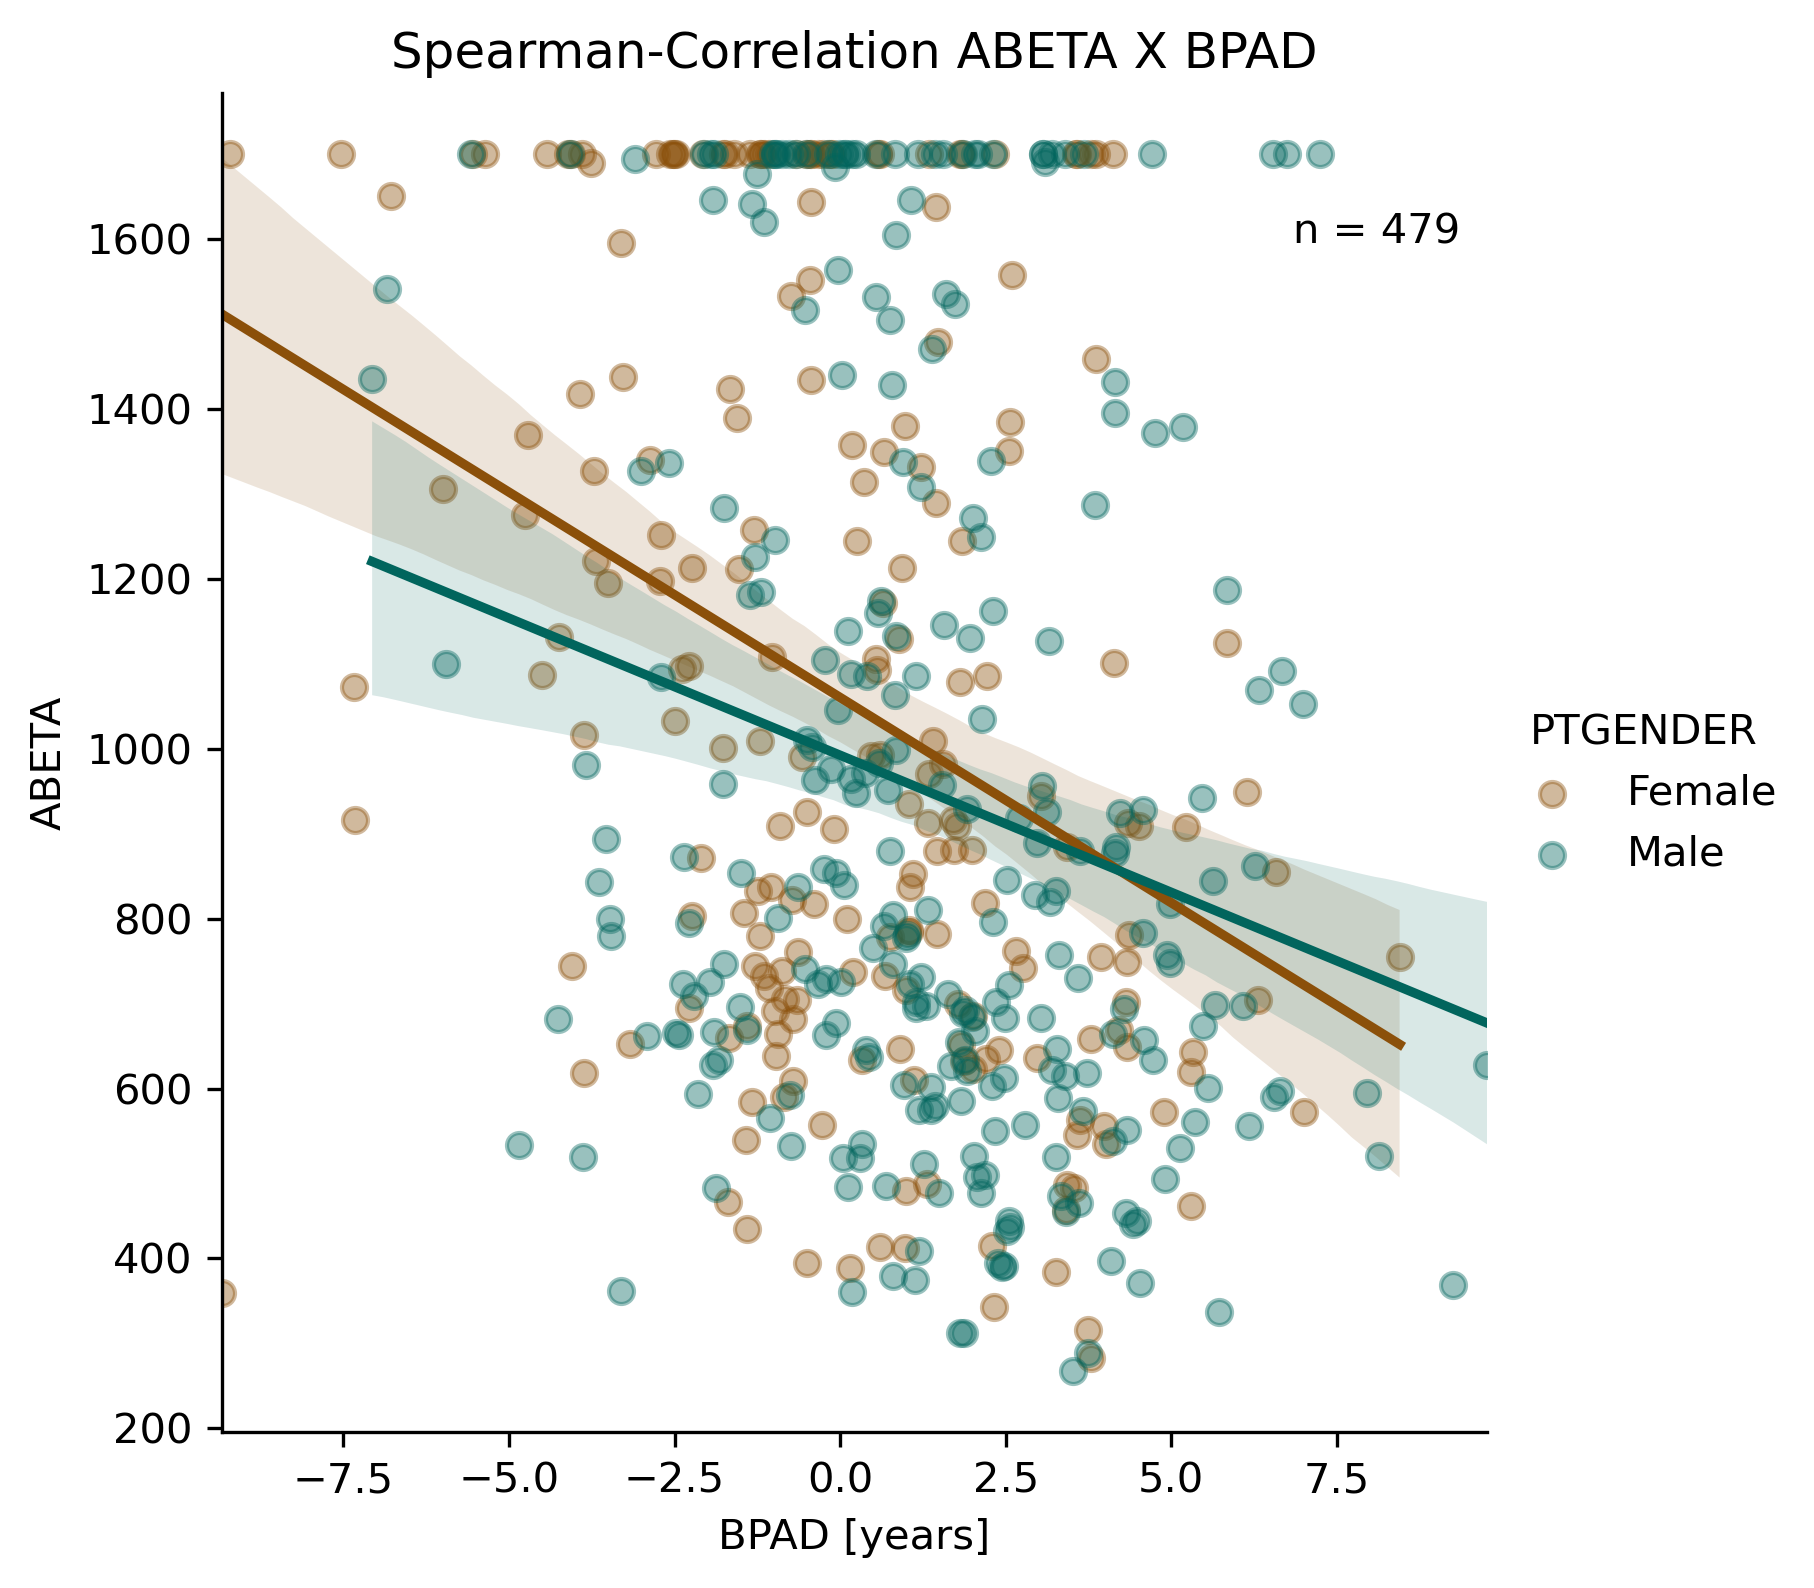 Spearman-Correlation ABETA X BPAD
n = 479
1600
1400
1200
1000
800
600
400
200
ABETA
−7.5 −5.0 −2.5 0.0 2.5 5.0 7.5
BPAD [years]
PTGENDER
Female
Male